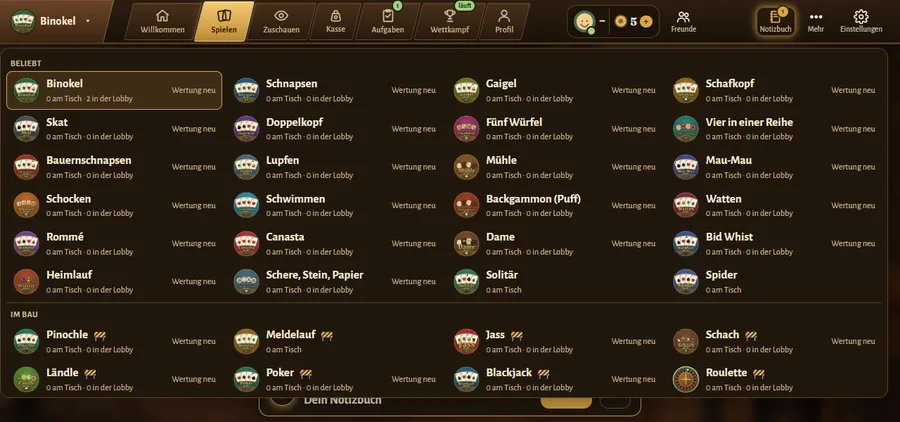 Binokel
Willkommen
Spielen
Zuschauen
Kasse
1
Aufgaben
läuft
Wettkampf
Profil
–
5
Freunde
1
Notizbuch
Mehr
Einstellungen
BELIEBT
Binokel
0 am Tisch · 2 in der Lobby
Wertung neu
Schnapsen
0 am Tisch · 0 in der Lobby
Wertung neu
Gaigel
0 am Tisch · 0 in der Lobby
Wertung neu
Schafkopf
0 am Tisch · 0 in der Lobby
Wertung neu
Skat
0 am Tisch · 0 in der Lobby
Wertung neu
Doppelkopf
0 am Tisch · 0 in der Lobby
Wertung neu
Fünf Würfel
0 am Tisch · 0 in der Lobby
Wertung neu
Vier in einer Reihe
0 am Tisch · 0 in der Lobby
Wertung neu
Bauernschnapsen
0 am Tisch · 0 in der Lobby
Wertung neu
Lupfen
0 am Tisch · 0 in der Lobby
Wertung neu
Mühle
0 am Tisch · 0 in der Lobby
Wertung neu
Mau-Mau
0 am Tisch · 0 in der Lobby
Wertung neu
Schocken
0 am Tisch · 0 in der Lobby
Wertung neu
Schwimmen
0 am Tisch · 0 in der Lobby
Wertung neu
Backgammon (Puff)
0 am Tisch · 0 in der Lobby
Wertung neu
Watten
0 am Tisch · 0 in der Lobby
Wertung neu
Rommé
0 am Tisch · 0 in der Lobby
Wertung neu
Canasta
0 am Tisch · 0 in der Lobby
Wertung neu
Dame
0 am Tisch · 0 in der Lobby
Wertung neu
Bid Whist
0 am Tisch · 0 in der Lobby
Wertung neu
Heimlauf
0 am Tisch · 0 in der Lobby
Wertung neu
Schere, Stein, Papier
0 am Tisch · 0 in der Lobby
Wertung neu
Solitär
0 am Tisch
Spider
0 am Tisch
IM BAU
Pinochle
0 am Tisch · 0 in der Lobby
Wertung neu
Meldelauf
0 am Tisch
Jass
0 am Tisch · 0 in der Lobby
Wertung neu
Schach
0 am Tisch · 0 in der Lobby
Wertung neu
Ländle
0 am Tisch · 0 in der Lobby
Wertung neu
Poker
0 am Tisch · 0 in der Lobby
Wertung neu
Blackjack
0 am Tisch · 0 in der Lobby
Wertung neu
Roulette
0 am Tisch · 0 in der Lobby
Dein Notizbuch